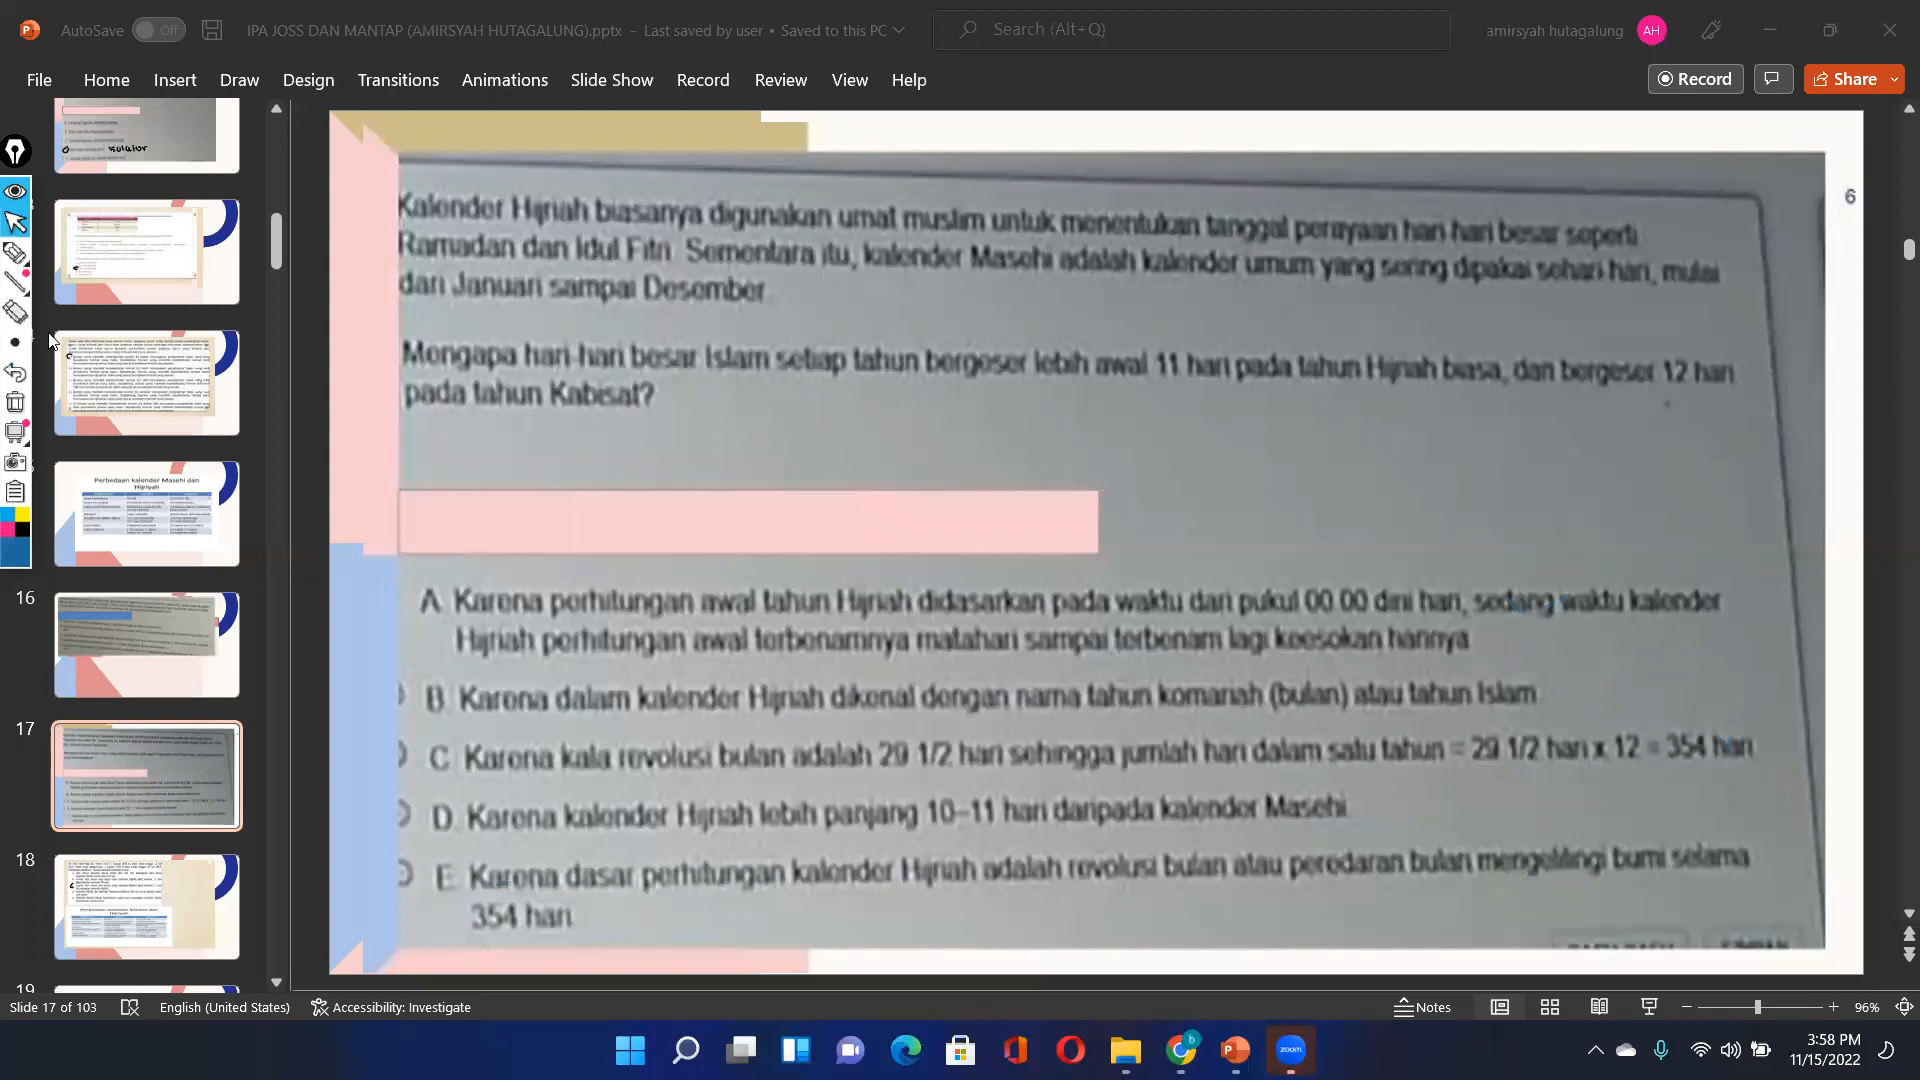 AutoSave
Off
IPA JOSS DAN MANTAP (AMIRSYAH HUTAGALUNG).pptx - Last saved by user • Saved to this PC
Search (Alt+Q)
amirsyah hutagalung
AH
File Home Insert Draw Design Transitions Animations Slide Show Record Review View Help
Record
Share
isolator
Perbedaan kalender Masehi dan
Hijriyah
16
17
18
19
6
Kalender Hijriah biasanya digunakan umat muslim untuk menentukan tanggal perayaan hari hari besar seperti
Ramadan dan Idul Fitri. Sementara itu, kalender Masehi adalah kalender umum yang sering dipakai sehari hari, mulai
dari Januari sampai Desember.
Mengapa hari-hari besar Islam setiap tahun bergeser lebih awal 11 hari pada tahun Hijriah biasa, dan bergeser 12 hari
pada tahun Kabisat?
A. Karena perhitungan awal tahun Hijriah didasarkan pada waktu dari pukul 00.00 dini hari, sedang waktu kalender
Hijriah perhitungan awal terbenamnya matahari sampai terbenam lagi keesokan harinya
B. Karena dalam kalender Hijriah dikenal dengan nama tahun komariah (bulan) atau tahun Islam.
C. Karena kala revolusi bulan adalah 29 1/2 hari sehingga jumlah hari dalam satu tahun = 29 1/2 hari x 12 = 354 hari
D. Karena kalender Hijriah lebih panjang 10–11 hari daripada kalender Masehi.
E. Karena dasar perhitungan kalender Hijriah adalah revolusi bulan atau peredaran bulan mengelilingi bumi selama
354 hari
Slide 17 of 103
English (United States)
Accessibility: Investigate
Notes
96%
zoom
3:58 PM
11/15/2022